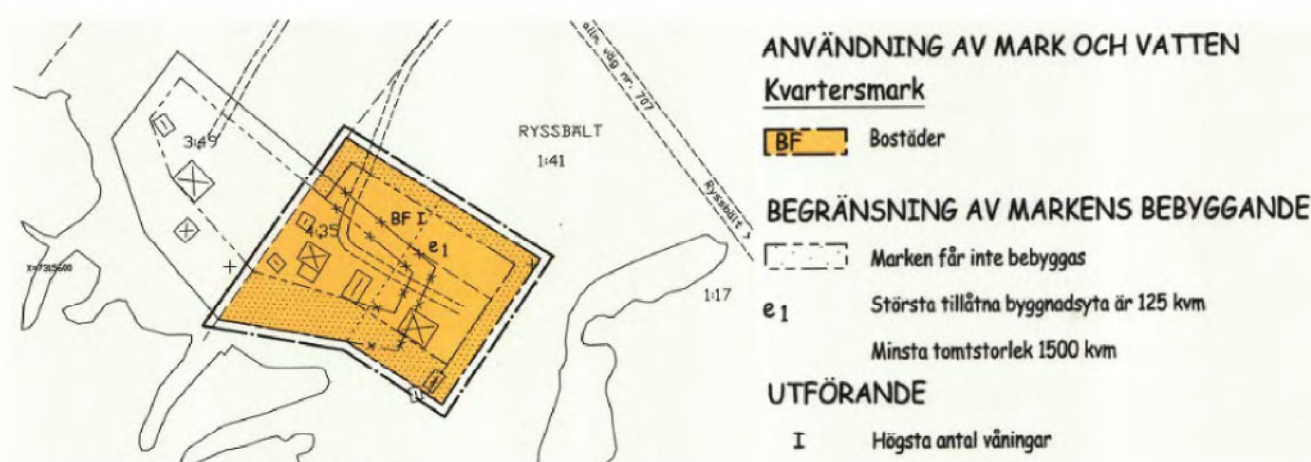 ANVÄNDNING AV MARK OCH VATTEN
Kvartersmark
BF Bostäder
BEGRÄNSNING AV MARKENS BEBYGGANDE
Marken får inte bebyggas
e1 Största tillåtna byggnadsyta är 125 kvm
Minsta tomtstorlek 1500 kvm
UTFÖRANDE
I Högsta antal våningar
allm. väg nr. 707
Ryssbält
RYSSBÄLT
1:41
3:49
BF I
4:35
e1
X=7315600
1:17